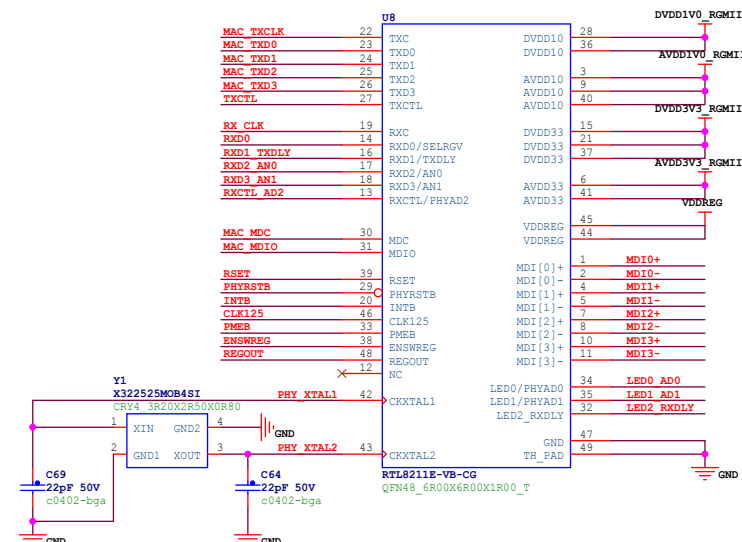 U8
DVDD1V0_RGMII
MAC_TXCLK 22 TXC DVDD10 28
MAC_TXD0 23 TXD0 DVDD10 36
MAC_TXD1 24 TXD1 AVDD1V0_RGMII
MAC_TXD2 25 TXD2 AVDD10 3
MAC_TXD3 26 TXD3 AVDD10 9
TXCTL 27 TXCTL AVDD10 40
DVDD3V3_RGMII
RX_CLK 19 RXC DVDD33 15
RXD0 14 RXD0/SELRGV DVDD33 21
RXD1_TXDLY 16 RXD1/TXDLY DVDD33 37
RXD2_AN0 17 RXD2/AN0 AVDD3V3_RGMII
RXD3_AN1 18 RXD3/AN1 AVDD33 6
RXCTL_AD2 13 RXCTL/PHYAD2 AVDD33 41
VDDREG
VDDREG 45
MAC_MDC 30 MDC VDDREG 44
MAC_MDIO 31 MDIO
MDI[0]+ 1 MDI0+
RSET 39 RSET MDI[0]- 2 MDI0-
PHYRSTB 29 PHYRSTB MDI[1]+ 4 MDI1+
INTB 20 INTB MDI[1]- 5 MDI1-
CLK125 46 CLK125 MDI[2]+ 7 MDI2+
PMEB 33 PMEB MDI[2]- 8 MDI2-
ENSWREG 38 ENSWREG MDI[3]+ 10 MDI3+
REGOUT 48 REGOUT MDI[3]- 11 MDI3-
12 NC
Y1
X322525MOB4SI
CRY4_3R20X2R50X0R80
LED0/PHYAD0 34 LED0_AD0
PHY_XTAL1 42 CKXTAL1 LED1/PHYAD1 35 LED1_AD1
LED2_RXDLY 32 LED2_RXDLY
1 XIN GND2 4 GND
GND 47
2 GND1 XOUT 3 PHY_XTAL2 43 CKXTAL2 TH_PAD 49
GND
C69
22pF 50V
c0402-bga
C64
22pF 50V
c0402-bga
RTL8211E-VB-CG
QFN48_6R00X6R00X1R00_T
GND
GND